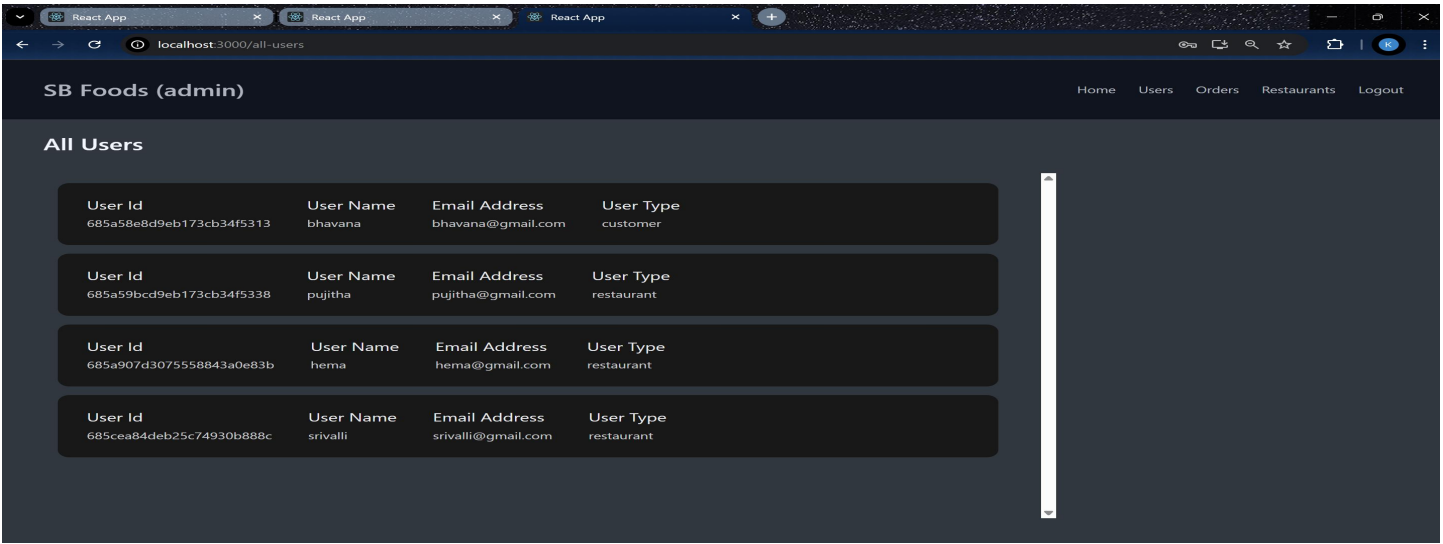 React App React App React App
localhost:3000/all-users K
SB Foods (admin) Home Users Orders Restaurants Logout
All Users
User Id User Name Email Address User Type
685a58e8d9eb173cb34f5313 bhavana bhavana@gmail.com customer
User Id User Name Email Address User Type
685a59bcd9eb173cb34f5338 pujitha pujitha@gmail.com restaurant
User Id User Name Email Address User Type
685a907d3075558843a0e83b hema hema@gmail.com restaurant
User Id User Name Email Address User Type
685cea84deb25c74930b888c srivalli srivalli@gmail.com restaurant